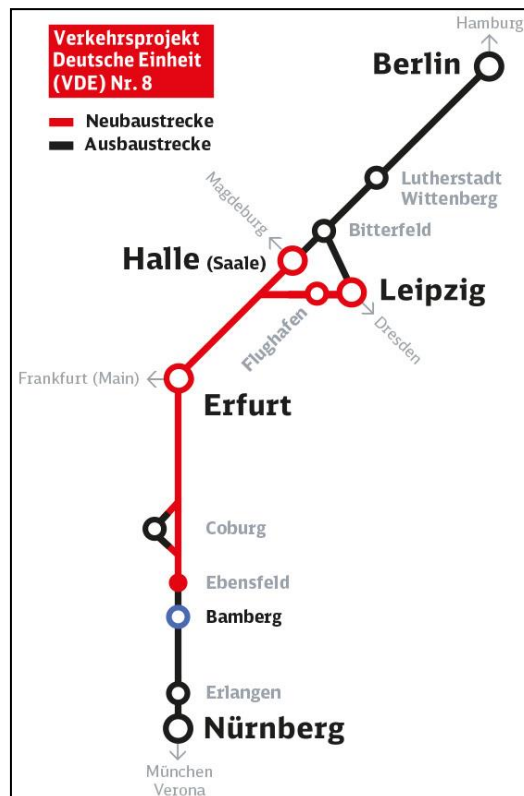 Verkehrsprojekt
Deutsche Einheit
(VDE) Nr. 8
Neubaustrecke
Ausbaustrecke
Hamburg
Berlin
Lutherstadt
Wittenberg
Magdeburg
Bitterfeld
Halle (Saale)
Leipzig
Flughafen
Dresden
Frankfurt (Main)
Erfurt
Coburg
Ebensfeld
Bamberg
Erlangen
Nürnberg
München
Verona